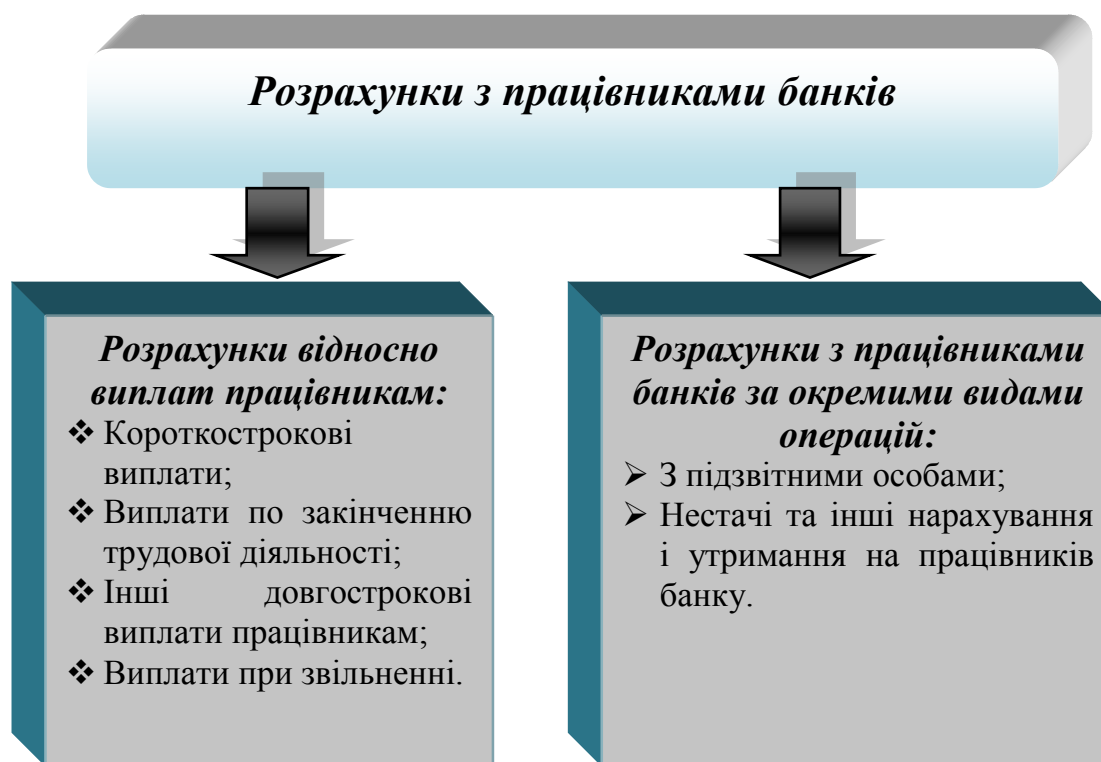 Розрахунки з працівниками банків
Розрахунки відносно
виплат працівникам:
❖ Короткострокові
виплати;
❖ Виплати по закінченню
трудової діяльності;
❖ Інші довгострокові
виплати працівникам;
❖ Виплати при звільненні.
Розрахунки з працівниками
банків за окремими видами
операцій:
➢ З підзвітними особами;
➢ Нестачі та інші нарахування
і утримання на працівників
банку.